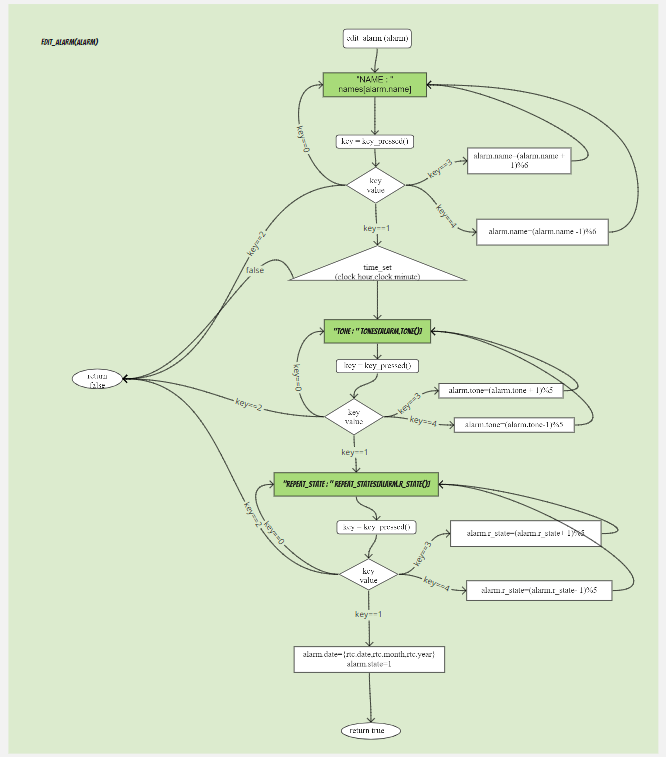 EDIT_ALARM(ALARM)
edit_alarm (alarm)
"NAME : "
names[alarm.name]
key==0
key = key_pressed()
key==3
alarm.name=(alarm.name +
1)%6
key
value
key==4
alarm.name=(alarm.name -1)%6
key==2
key==1
false
time_set
(clock.hour,clock.minute)
"TONE : " TONES[ALARM.TONE()]
key = key_pressed()
key==0
return
false
key==3
alarm.tone=(alarm.tone + 1)%5
key==2
key
value
key==4
alarm.tone=(alarm.tone-1)%5
key==1
"REPEAT_STATE : " REPEAT_STATES[ALARM.R_STATE()]
key==2
key==0
key = key_pressed()
key==3
alarm.r_state=(alarm.r_state+ 1)%5
key
value
key==4
alarm.r_state=(alarm.r_state- 1)%5
key==1
alarm.date={rtc.date,rtc.month,rtc.year}
alarm.state=1
return true